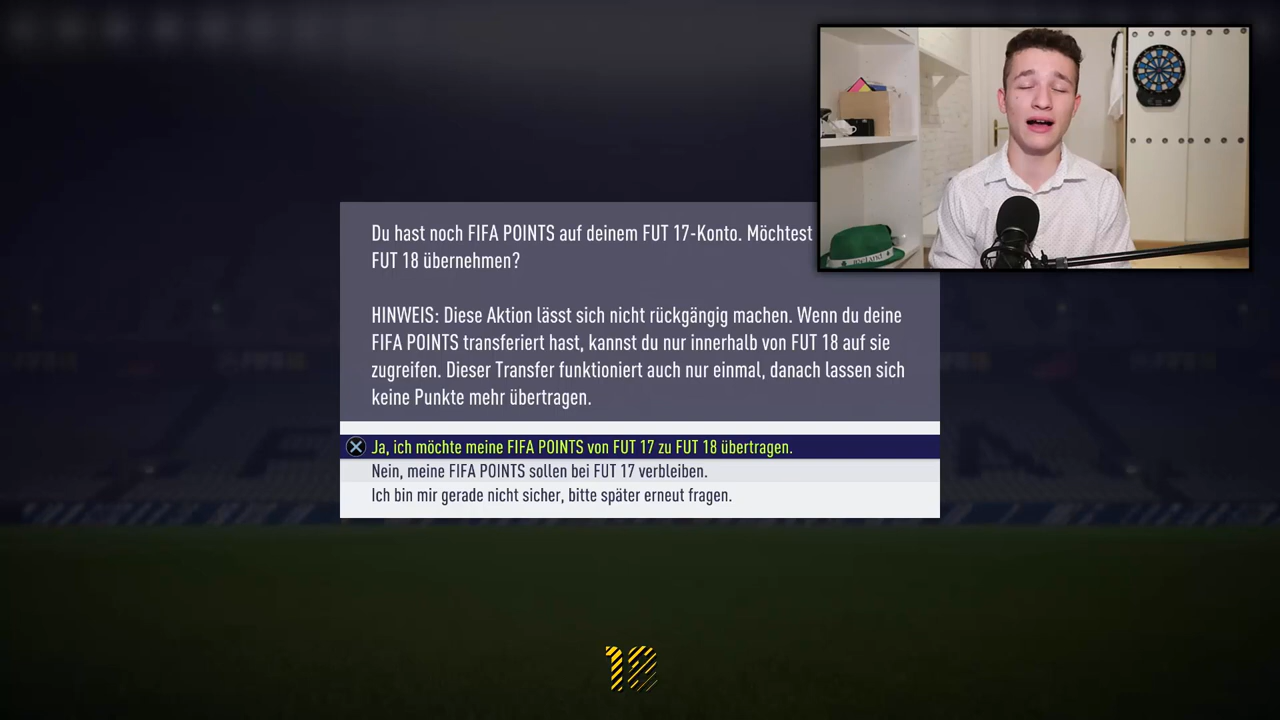 Du hast noch FIFA POINTS auf deinem FUT 17-Konto. Möchtest
FUT 18 übernehmen?
HINWEIS: Diese Aktion lässt sich nicht rückgängig machen. Wenn du deine
FIFA POINTS transferiert hast, kannst du nur innerhalb von FUT 18 auf sie
zugreifen. Dieser Transfer funktioniert auch nur einmal, danach lassen sich
keine Punkte mehr übertragen.
Ja, ich möchte meine FIFA POINTS von FUT 17 zu FUT 18 übertragen.
Nein, meine FIFA POINTS sollen bei FUT 17 verbleiben.
Ich bin mir gerade nicht sicher, bitte später erneut fragen.
18